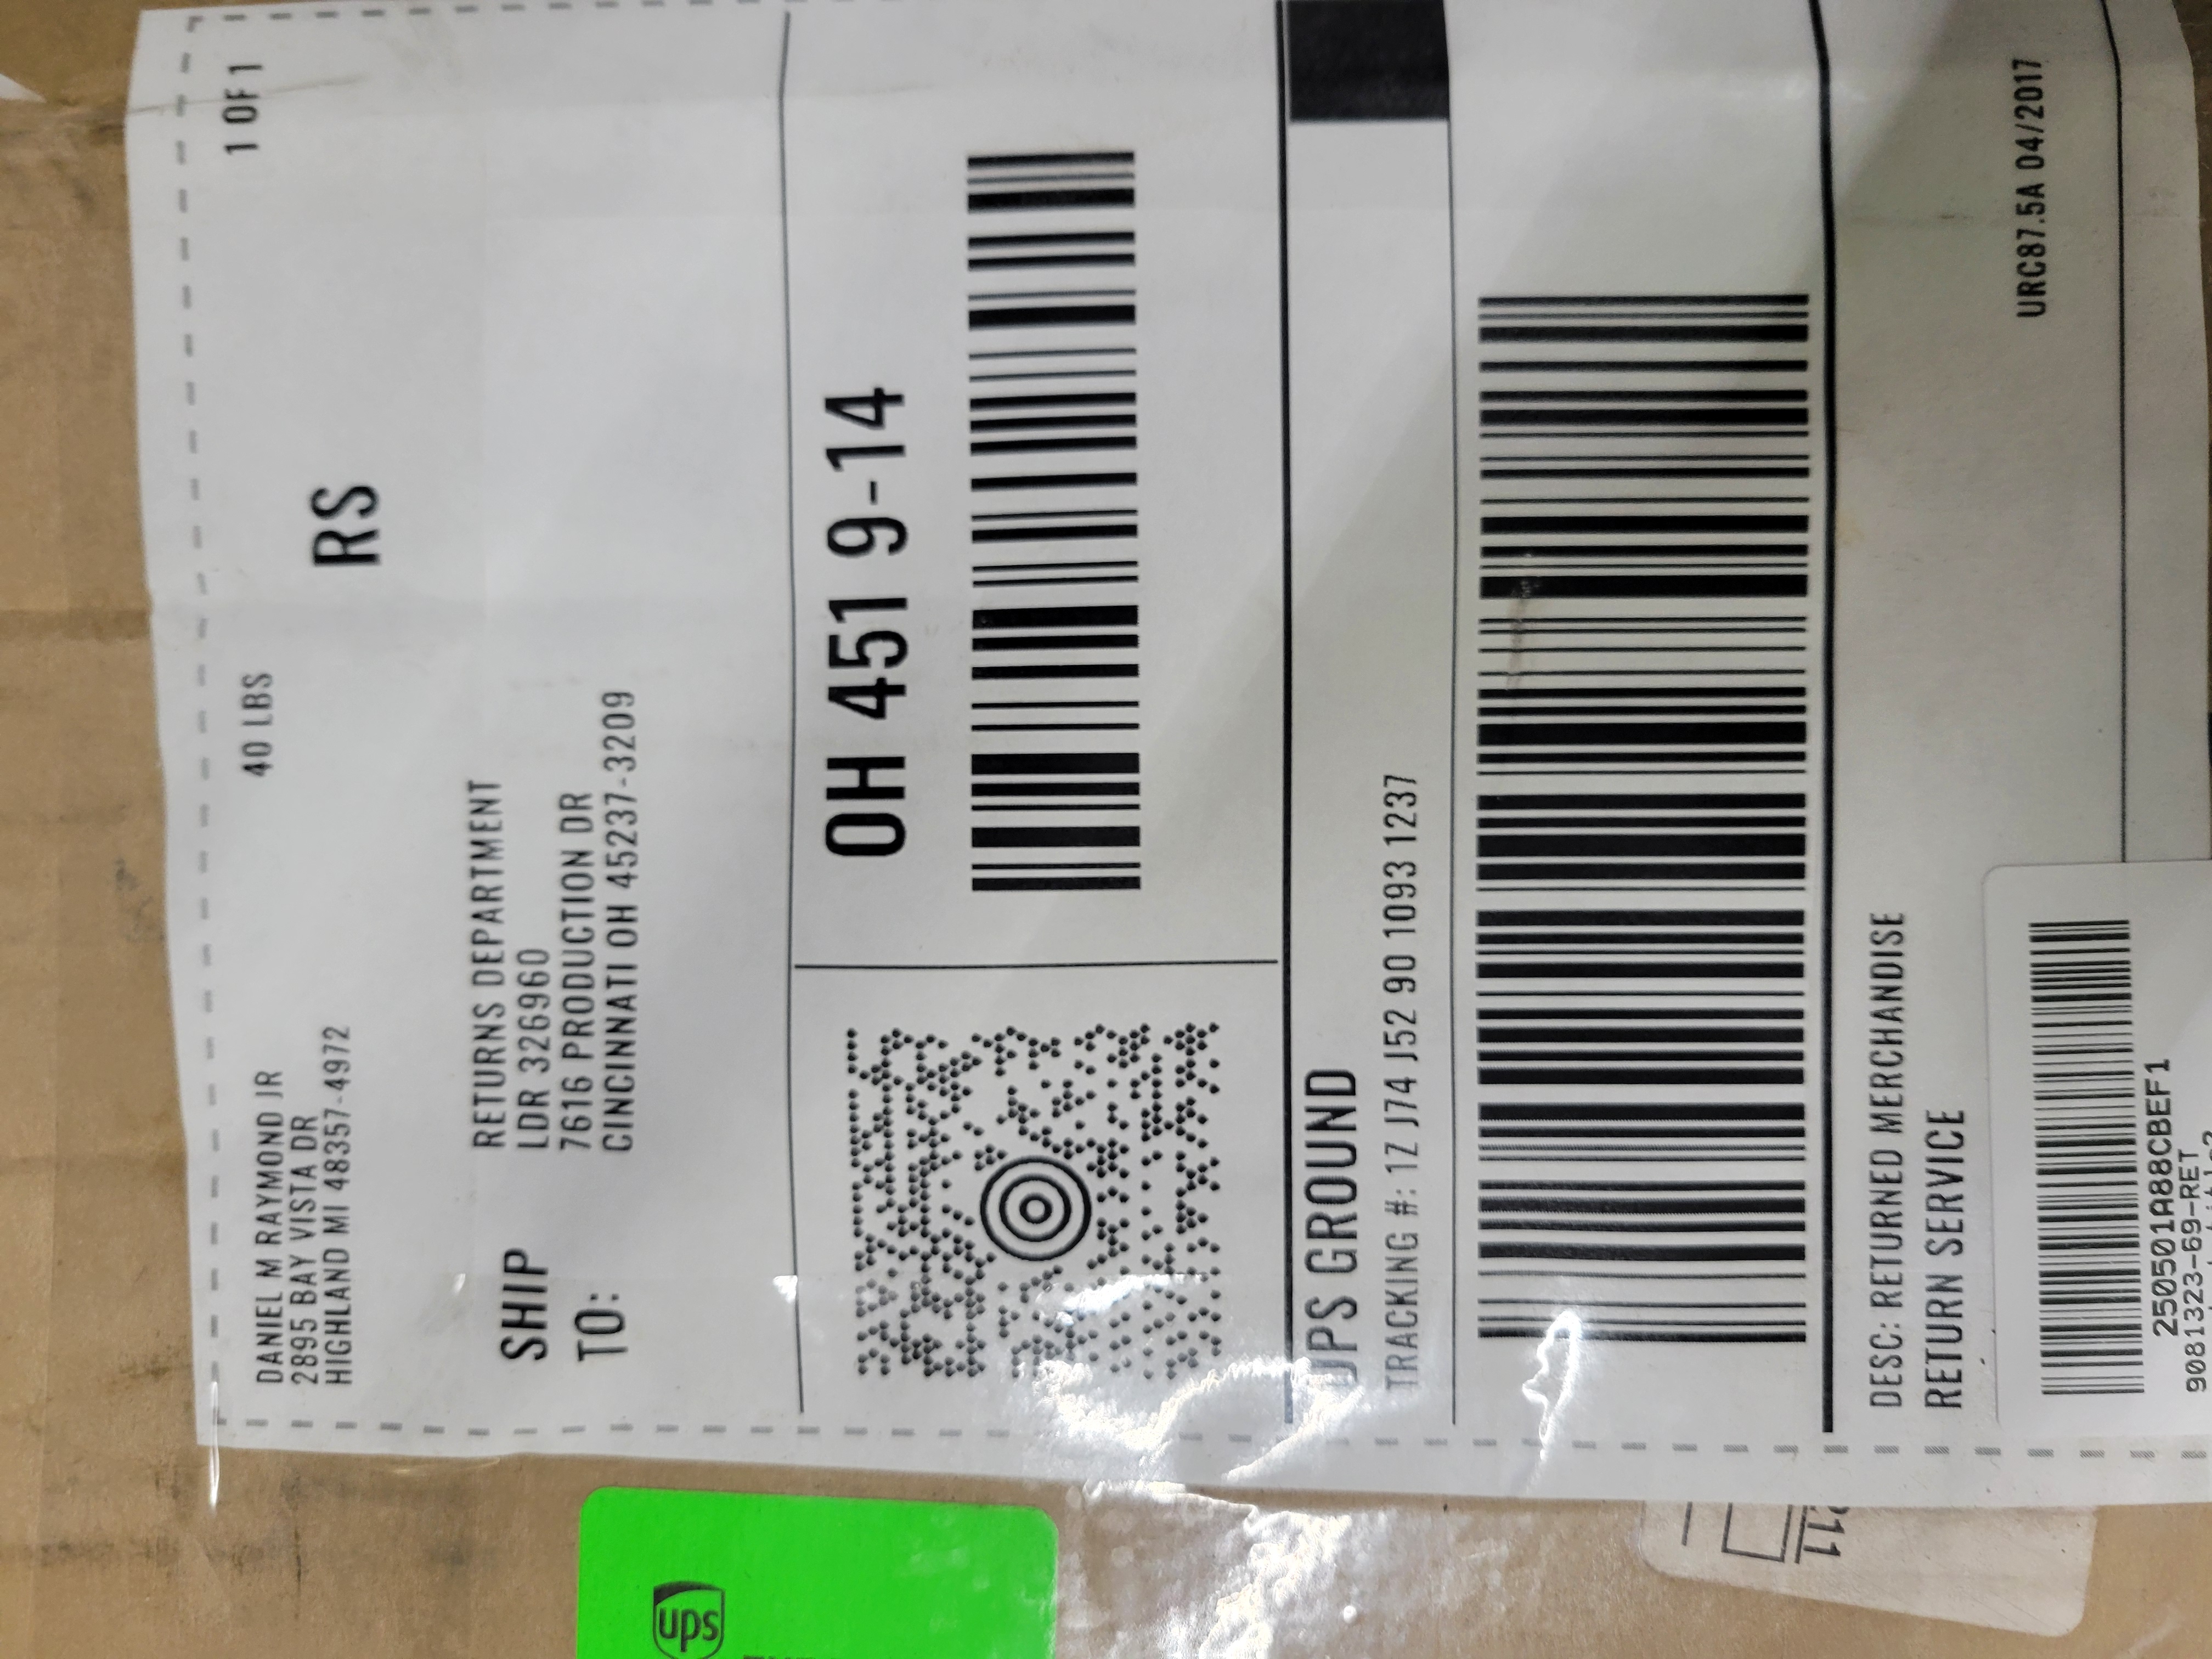 DANIEL M RAYMOND JR
2895 BAY VISTA DR
HIGHLAND MI 48357-4972
40 LBS
1 OF 1
RS
SHIP
TO:
RETURNS DEPARTMENT
LDR 326960
7616 PRODUCTION DR
CINCINNATI OH 45237-3209
OH 451 9-14
UPS GROUND
TRACKING #: 1Z J74 J52 90 1093 1237
DESC: RETURNED MERCHANDISE
RETURN SERVICE
URC87.5A 04/2017
250501A88CBEF1
9081323-69-RET
ups